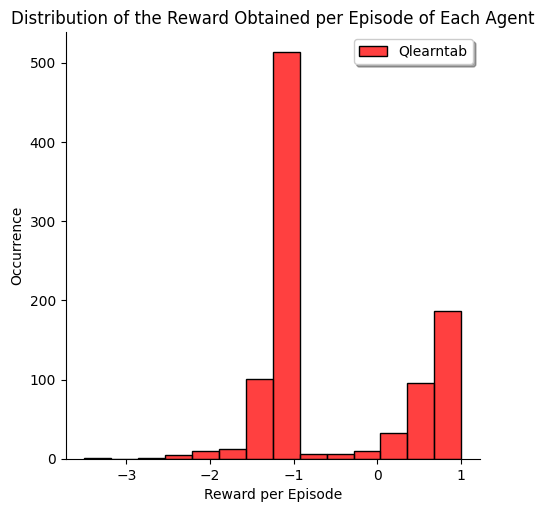 Distribution of the Reward Obtained per Episode of Each Agent
Qlearntab
500
400
300
200
100
0
Occurrence
−3
−2
−1
0
1
Reward per Episode